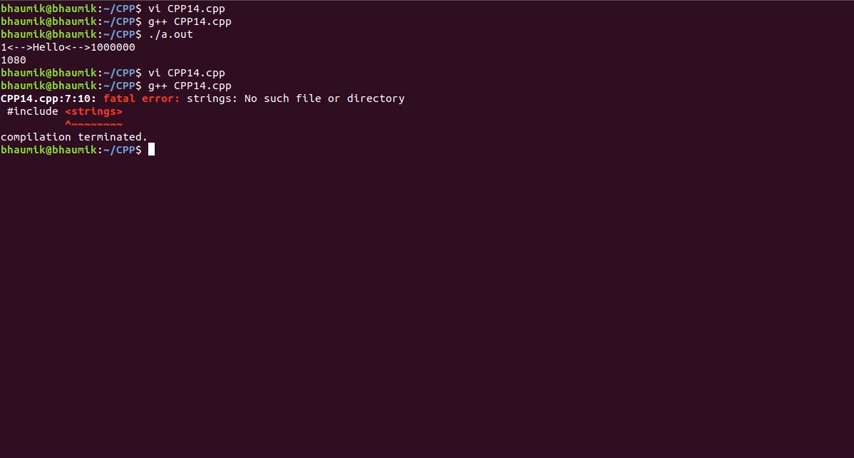 bhaumik@bhaumik:~/CPP$ vi CPP14.cpp
bhaumik@bhaumik:~/CPP$ g++ CPP14.cpp
bhaumik@bhaumik:~/CPP$ ./a.out
1<-->Hello<-->1000000
1080
bhaumik@bhaumik:~/CPP$ vi CPP14.cpp
bhaumik@bhaumik:~/CPP$ g++ CPP14.cpp
CPP14.cpp:7:10: fatal error: strings: No such file or directory
 #include <strings>
          ^~~~~~~~~
compilation terminated.
bhaumik@bhaumik:~/CPP$